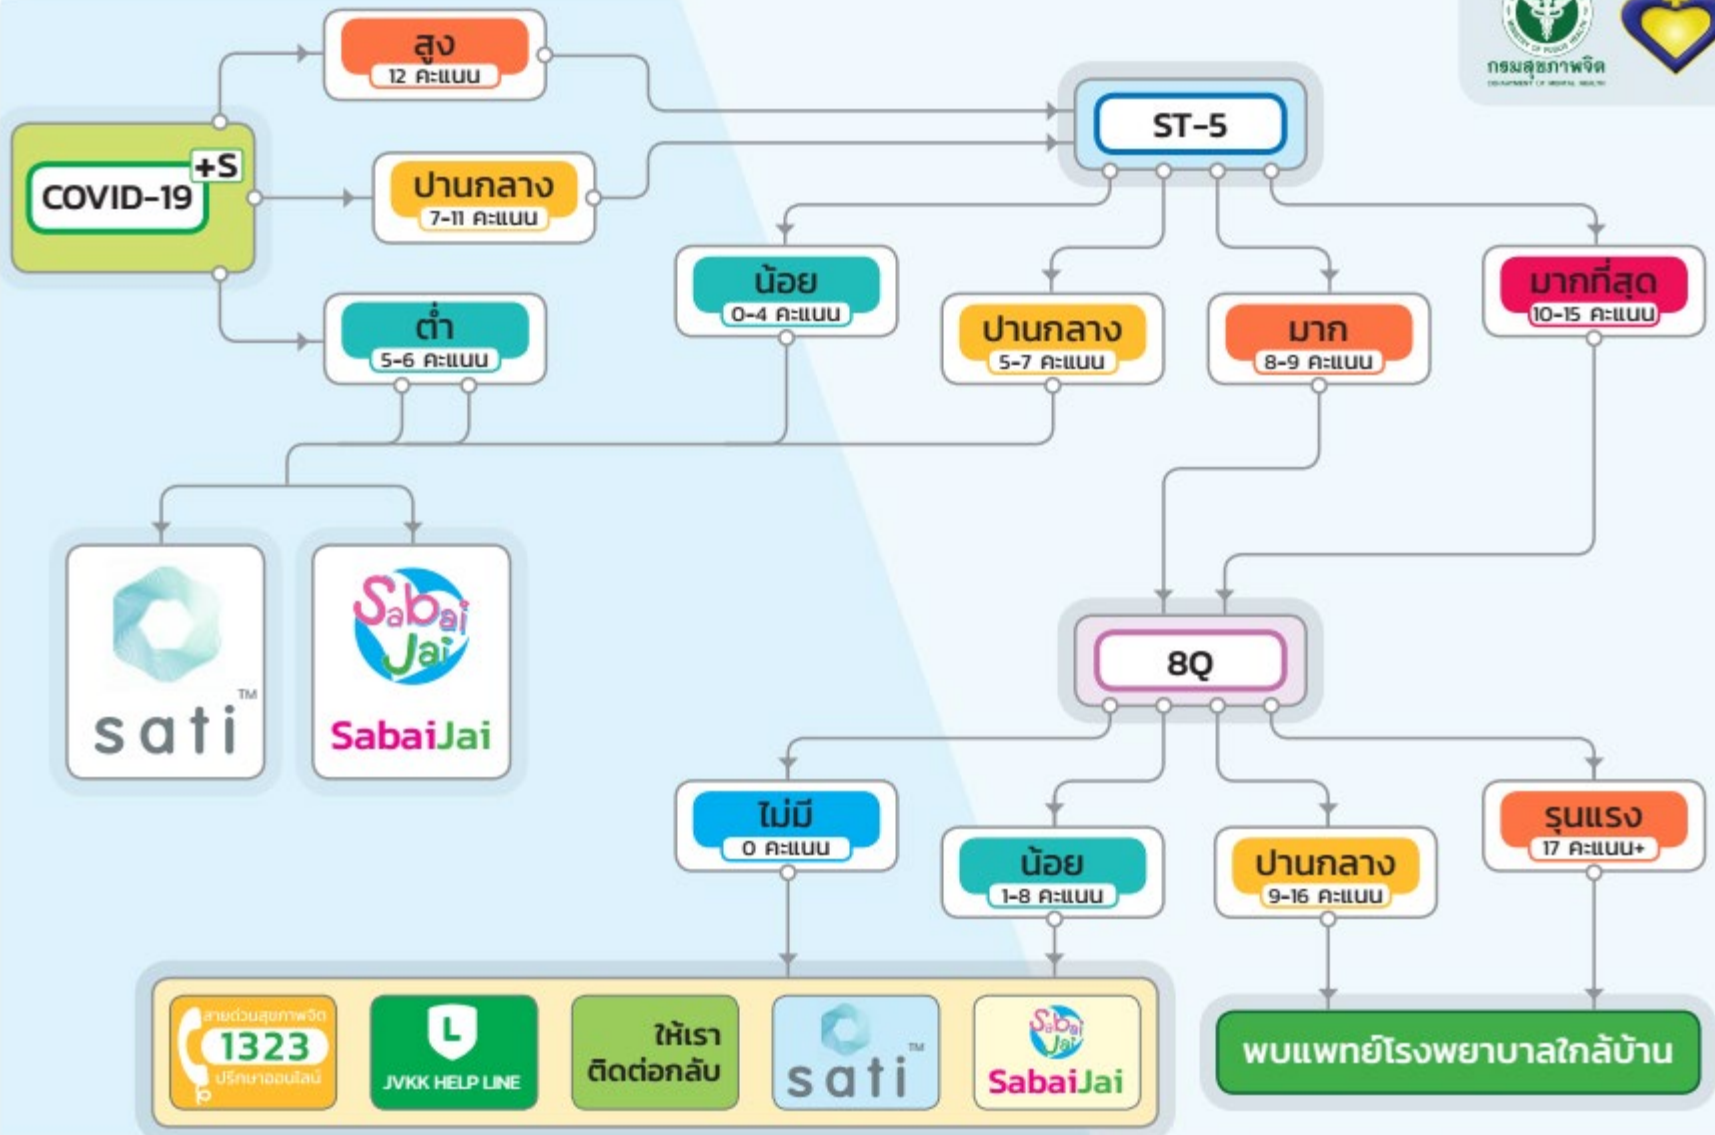 สูง
12 คะแนน
กรมสุขภาพจิต
DEPARTMENT OF MENTAL HEALTH
ST-5
COVID-19 +S
ปานกลาง
7-11 คะแนน
ต่ำ
5-6 คะแนน
น้อย
0-4 คะแนน
ปานกลาง
5-7 คะแนน
มาก
8-9 คะแนน
มากที่สุด
10-15 คะแนน
sati™
Sabai
Jai
SabaiJai
8Q
ไม่มี
0 คะแนน
น้อย
1-8 คะแนน
ปานกลาง
9-16 คะแนน
รุนแรง
17 คะแนน+
สายด่วนสุขภาพจิต
1323
ปรึกษาออนไลน์
L
JVKK HELP LINE
ให้เรา
ติดต่อกลับ
sati™
Sabai
Jai
SabaiJai
พบแพทย์โรงพยาบาลใกล้บ้าน